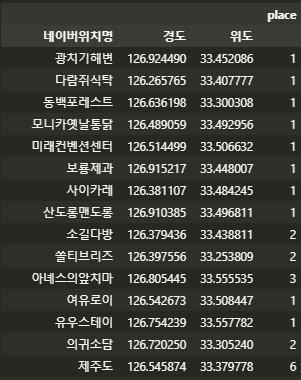 place
네이버위치명 경도 위도
광치기해변 126.924490 33.452086 1
다람쥐식탁 126.265765 33.407777 1
동백포레스트 126.636198 33.300308 1
모니카옛날통닭 126.489059 33.492956 1
미래컨벤션센터 126.514499 33.506632 1
보룡제과 126.915217 33.448007 1
사이카레 126.381107 33.484245 1
산도롱맨도롱 126.910385 33.496811 1
소길다방 126.379436 33.438811 2
쏠티브리즈 126.397556 33.253809 2
아녜스의앞치마 126.805445 33.555535 3
여유로이 126.542673 33.508447 1
유우스테이 126.754239 33.557782 1
의귀소담 126.720250 33.305240 2
제주도 126.545874 33.379778 6